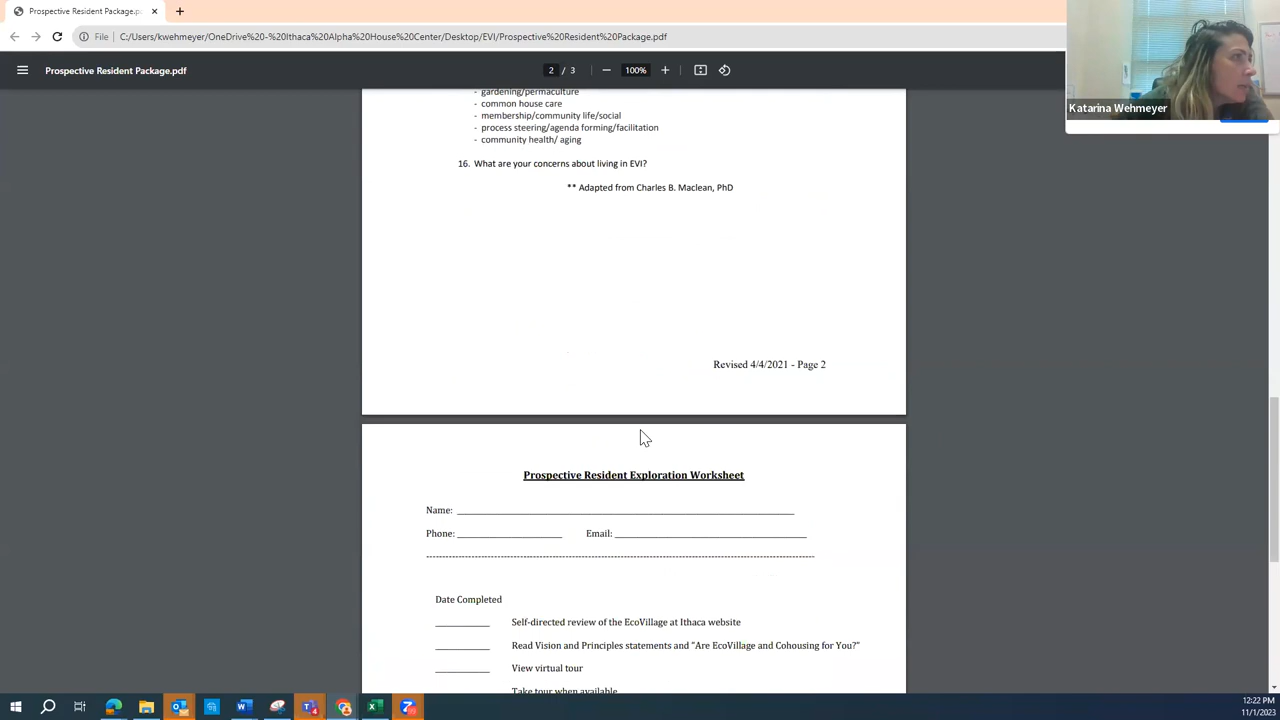 Prospective Resident Package.pdf
File
C:/Users/kwehmeyer/OneDrive%20-%20Ithaca%20Alpha%20House%20Center/Desktop/EVI/Prospective%20Resident%20Package.pdf
Prospective Resident Package.pdf
2 / 3
100%
Katarina Wehmeyer
- gardening/permaculture
- common house care
- membership/community life/social
- process steering/agenda forming/facilitation
- community health/ aging
16. What are your concerns about living in EVI?
** Adapted from Charles B. Maclean, PhD
Revised 4/4/2021 - Page 2
Prospective Resident Exploration Worksheet
Name:
Phone: Email:
Date Completed
Self-directed review of the EcoVillage at Ithaca website
Read Vision and Principles statements and "Are EcoVillage and Cohousing for You?"
View virtual tour
Take tour when available
12:22 PM
11/1/2023